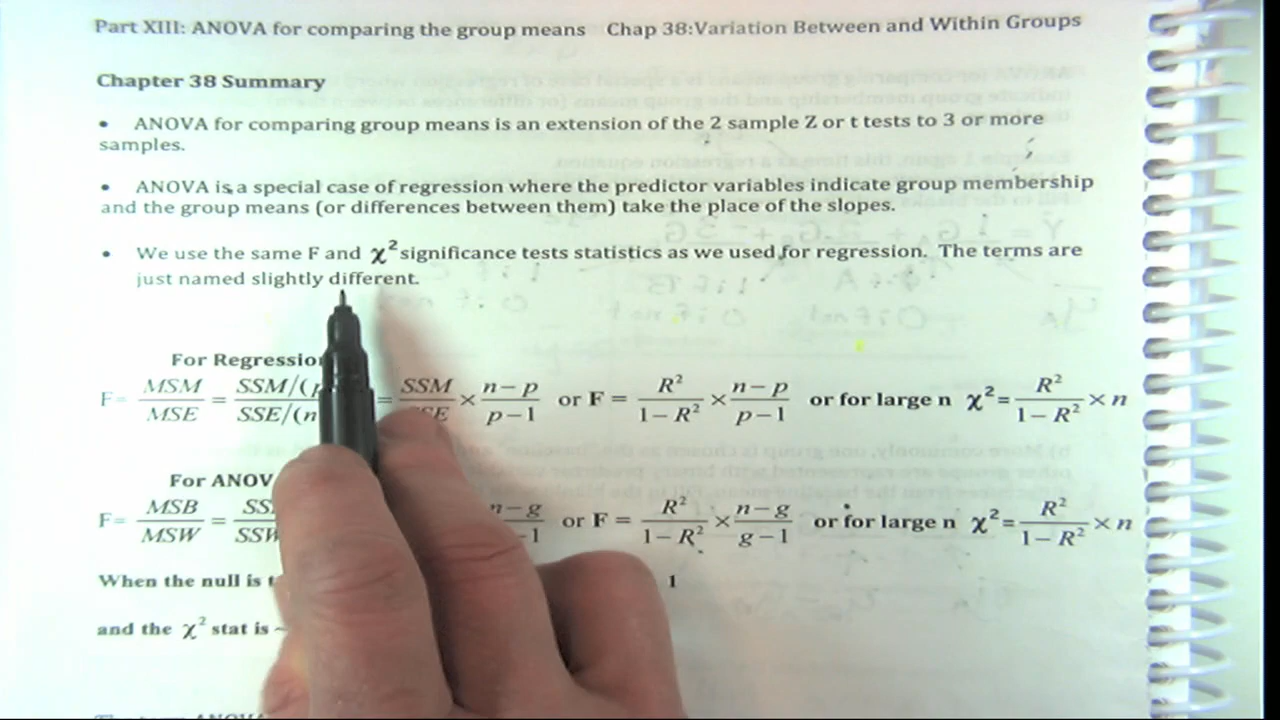 Part XIII: ANOVA for comparing the group means Chap 38:Variation Between and Within Groups
Chapter 38 Summary
• ANOVA for comparing group means is an extension of the 2 sample Z or t tests to 3 or more
samples.
• ANOVA is a special case of regression where the predictor variables indicate group membership
and the group means (or differences between them) take the place of the slopes.
• We use the same F and χ² significance tests statistics as we used for regression. The terms are
just named slightly different.
For Regressio
F= MSM/MSE = SSM/( SSE/(n = SSM × n−p/p−1 or F = R²/1−R² × n−p/p−1 or for large n χ²= R²/1−R² × n
For ANOV
F= MSB/MSW = SS SSW n−g −1 or F = R²/1−R² × n−g/g−1 or for large n χ²= R²/1−R² × n
When the null is 1
and the χ² stat is ~